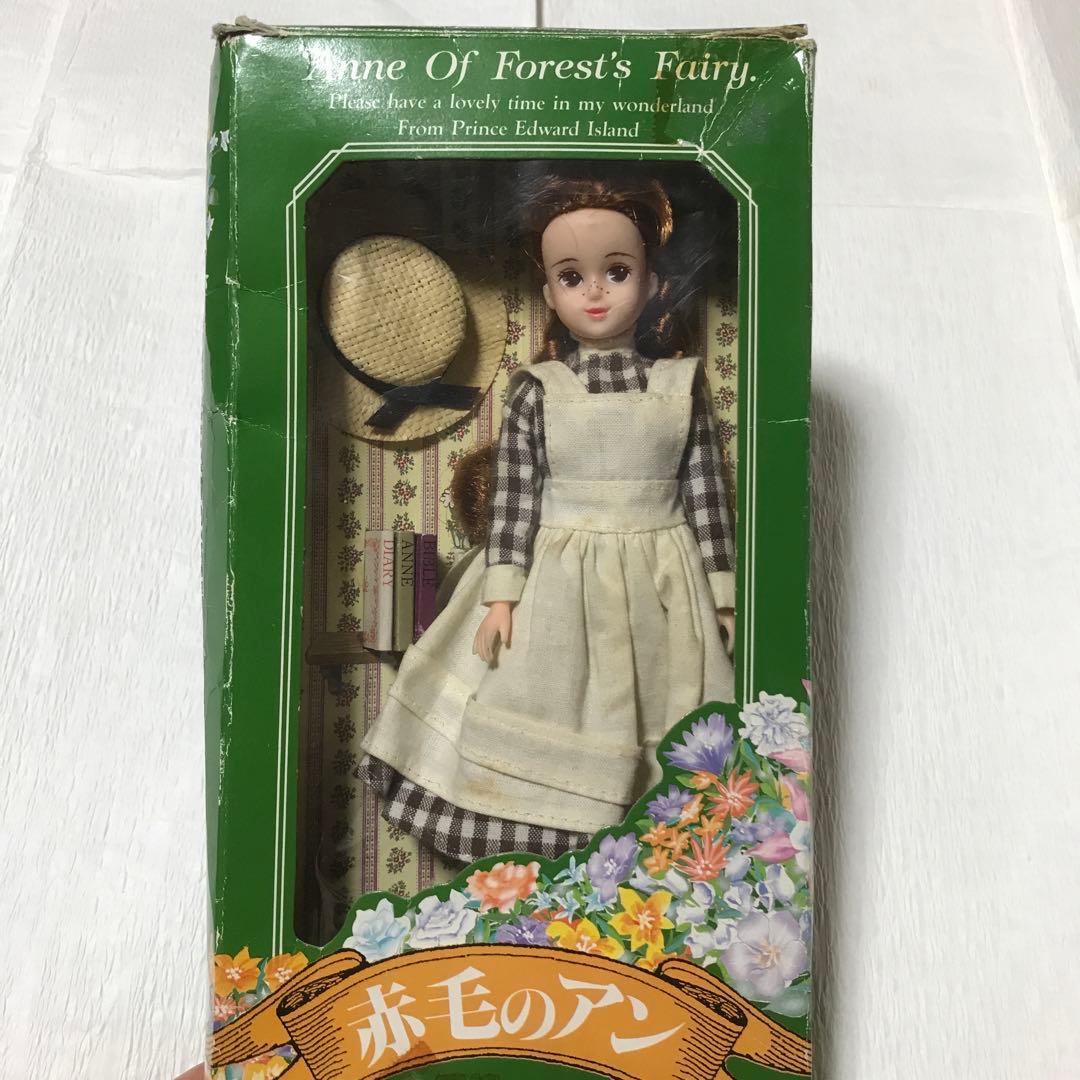 Anne Of Forest's Fairy.
Please have a lovely time in my wonderland
From Prince Edward Island
DIARY
ANNE
BIBLE
赤毛のアン